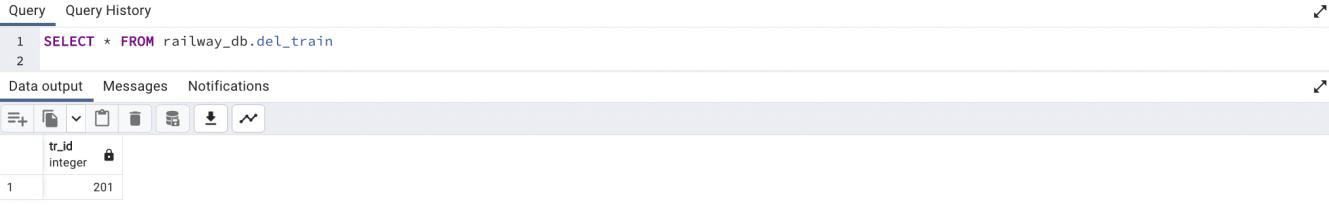 Query Query History
1 SELECT * FROM railway_db.del_train
2
Data output Messages Notifications
tr_id
integer
1 201